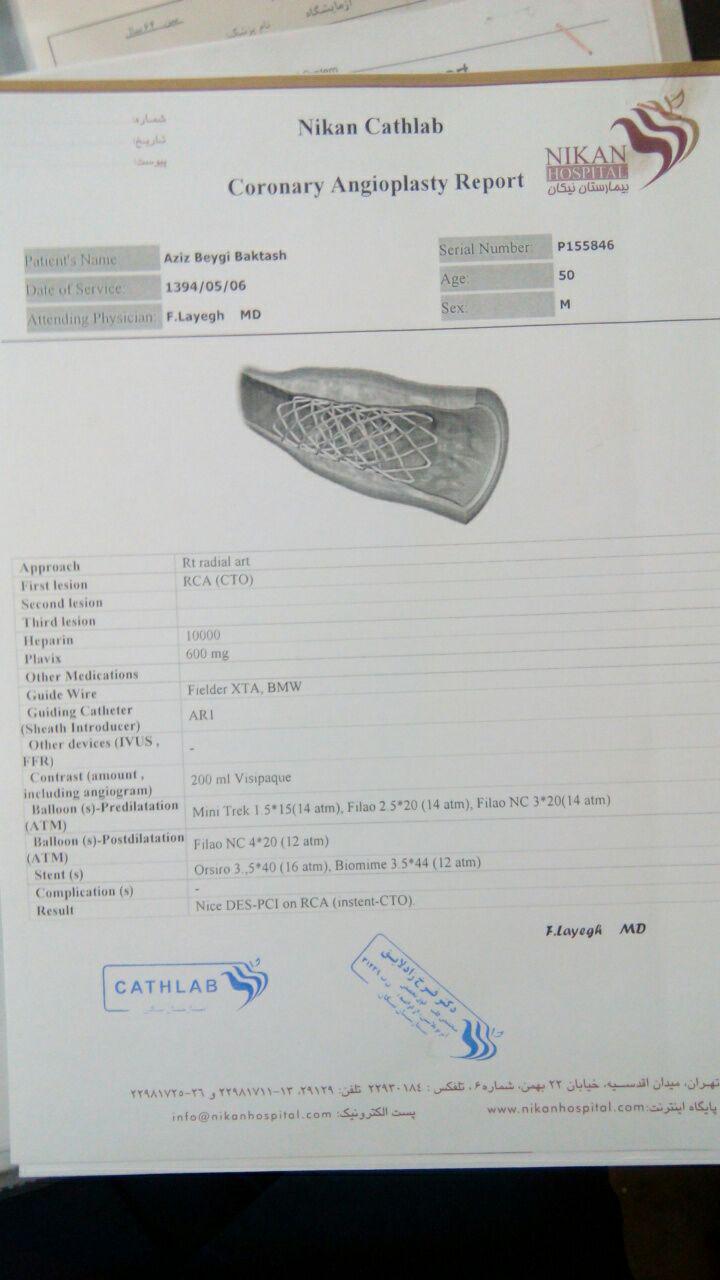 آزمایشگاه
نام پزشک
شماره:
تاریخ:
پیوست:
Nikan Cathlab
Coronary Angioplasty Report
NIKAN
HOSPITAL
بیمارستان نیکان
Patient's Name Aziz Beygi Baktash Serial Number: P155846
Date of Service: 1394/05/06 Age: 50
Attending Physician: F.Layegh MD Sex: M
Approach Rt radial art
First lesion RCA (CTO)
Second lesion
Third lesion
Heparin 10000
Plavix 600 mg
Other Medications
Guide Wire Fielder XTA, BMW
Guiding Catheter
(Sheath Introducer) AR1
Other devices (IVUS ,
FFR) -
Contrast (amount ,
including angiogram) 200 ml Visipaque
Balloon (s)-Predilatation
(ATM) Mini Trek 1.5*15(14 atm), Filao 2.5*20 (14 atm), Filao NC 3*20(14 atm)
Balloon (s)-Postdilatation
(ATM) Filao NC 4*20 (12 atm)
Stent (s) Orsiro 3.,5*40 (16 atm), Biomime 3.5*44 (12 atm)
Complication (s) -
Result Nice DES-PCI on RCA (instent-CTO).
F.Layegh MD
CATHLAB
دکتر فرخ زاد لایق
تهران، میدان اقدسیه، خیابان ۲۲ بهمن، شماره۶، تلفکس : ۲۲۹۳۰۱۸۴ تلفن: ۲۹۱۲۹، ۱۳-۲۲۹۸۱۷۱۱ و ۲۶-۲۲۹۸۱۷۲۵
پایگاه اینترنت: www.nikanhospital.com پست الکترونیک: info@nikanhospital.com